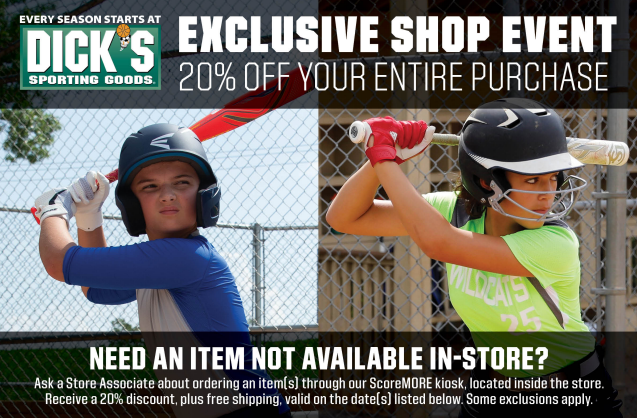 EVERY SEASON STARTS AT
DICK'S
SPORTING GOODS
EXCLUSIVE SHOP EVENT
20% OFF YOUR ENTIRE PURCHASE
WILDCATS
25
NEED AN ITEM NOT AVAILABLE IN-STORE?
Ask a Store Associate about ordering an item(s) through our ScoreMORE kiosk, located inside the store.
Receive a 20% discount, plus free shipping, valid on the date(s) listed below. Some exclusions apply.